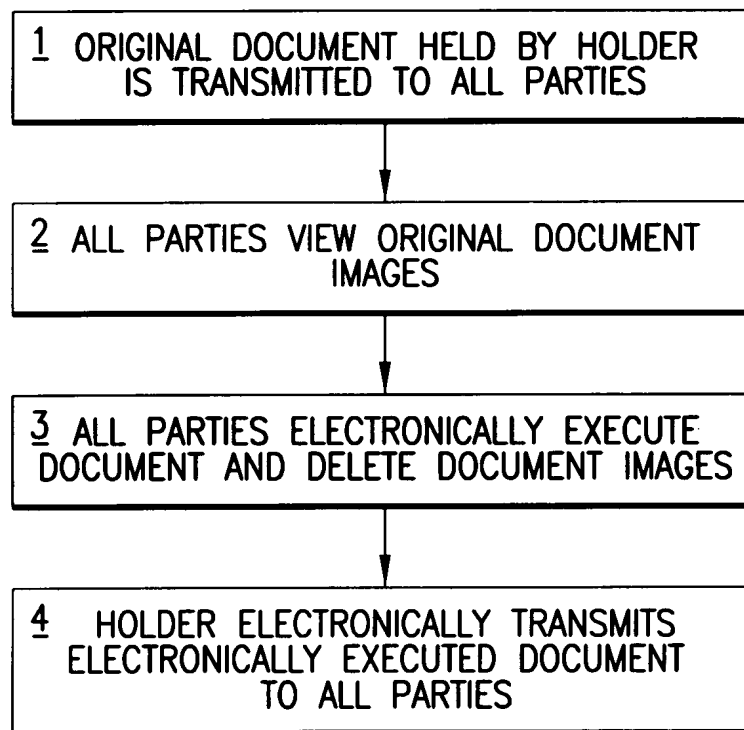 1 ORIGINAL DOCUMENT HELD BY HOLDER
IS TRANSMITTED TO ALL PARTIES
2 ALL PARTIES VIEW ORIGINAL DOCUMENT
IMAGES
3 ALL PARTIES ELECTRONICALLY EXECUTE
DOCUMENT AND DELETE DOCUMENT IMAGES
4 HOLDER ELECTRONICALLY TRANSMITS
ELECTRONICALLY EXECUTED DOCUMENT
TO ALL PARTIES